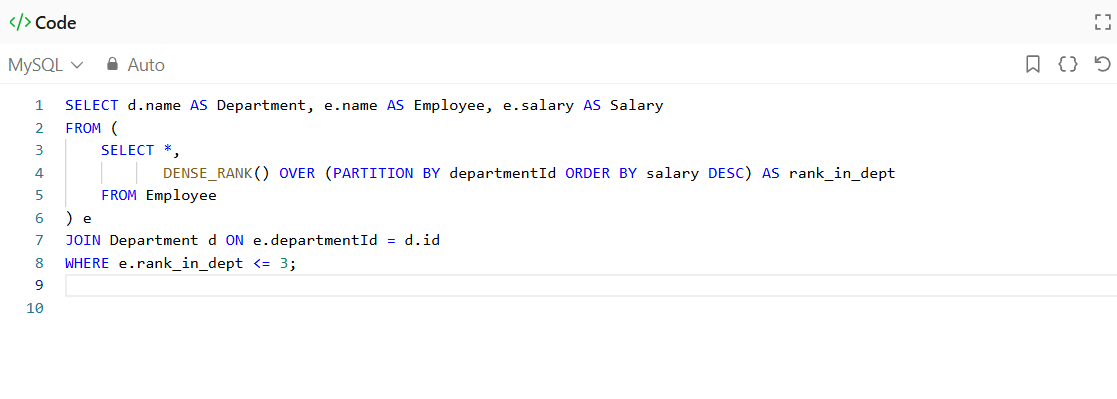 </> Code
MySQL Auto
1 SELECT d.name AS Department, e.name AS Employee, e.salary AS Salary
2 FROM (
3 SELECT *,
4 DENSE_RANK() OVER (PARTITION BY departmentId ORDER BY salary DESC) AS rank_in_dept
5 FROM Employee
6 ) e
7 JOIN Department d ON e.departmentId = d.id
8 WHERE e.rank_in_dept <= 3;
9
10